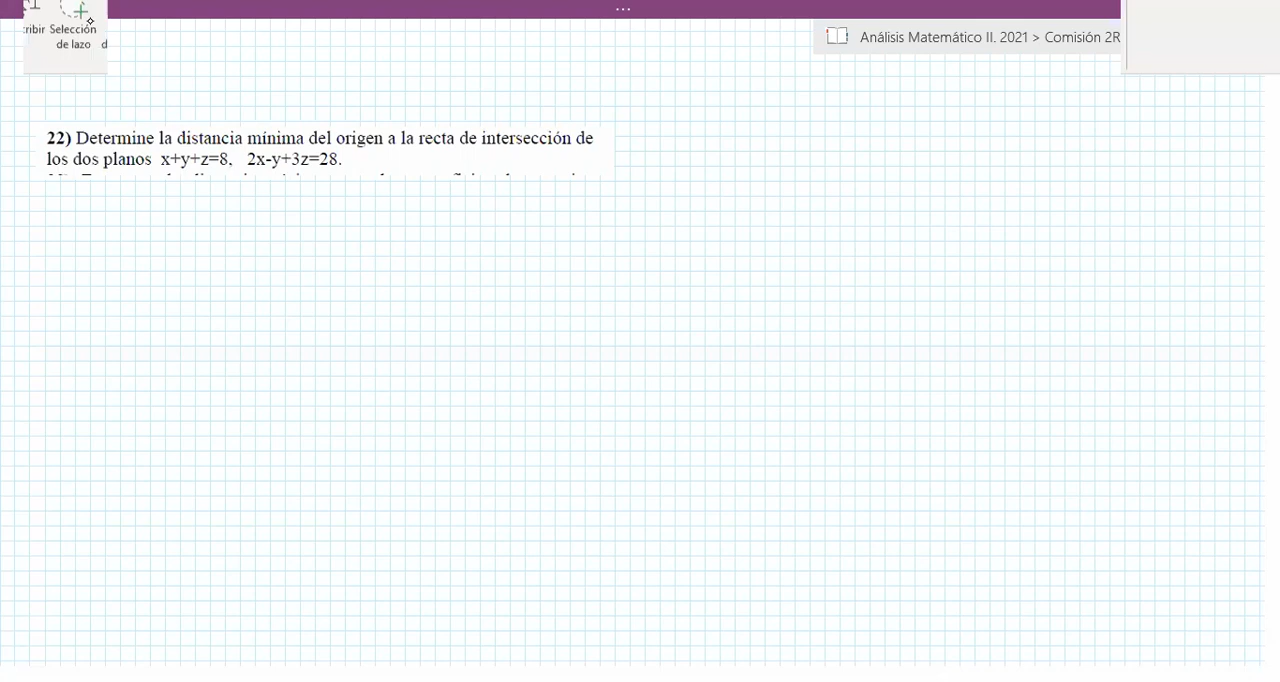 ...
ribir Selección
de lazo d
Análisis Matemático II. 2021 > Comisión 2R
22) Determine la distancia mínima del origen a la recta de intersección de
los dos planos x+y+z=8, 2x-y+3z=28.